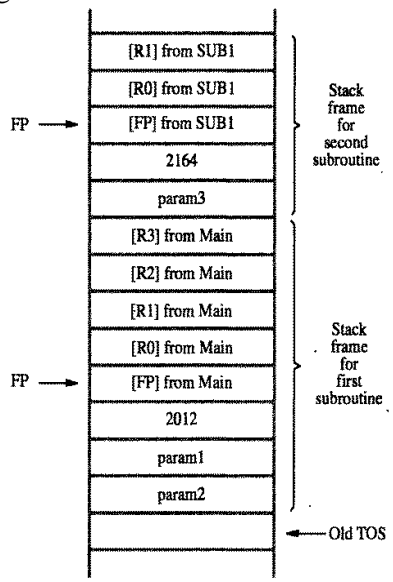 [R1] from SUB1
[R0] from SUB1
FP
[FP] from SUB1
2164
param3
Stack
frame
for
second
subroutine
[R3] from Main
[R2] from Main
[R1] from Main
[R0] from Main
FP
[FP] from Main
2012
param1
param2
Stack
frame
for
first
subroutine
Old TOS